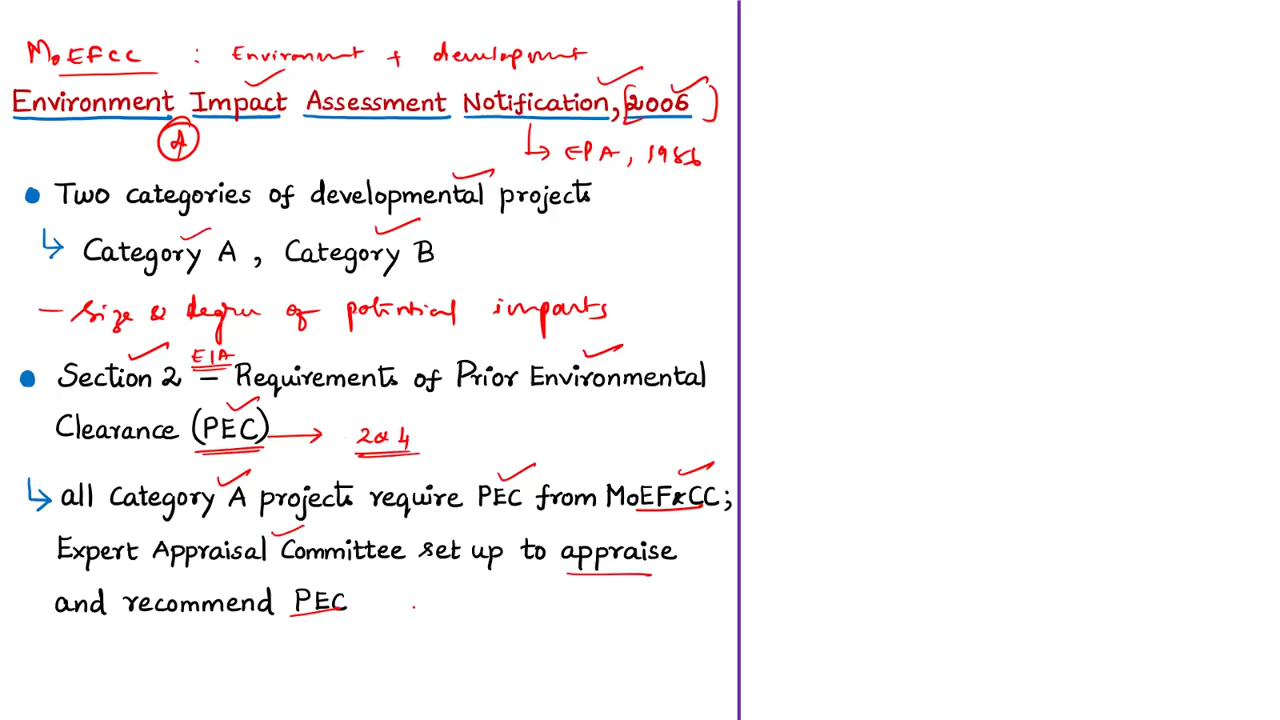 MoEFCC : Environment + development
Environment Impact Assessment Notification, [2006]
A
↳ EPA, 1986
• Two categories of developmental projects
↳ Category A , Category B
- Size & degree of potential impacts
EIA
• Section 2 – Requirements of Prior Environmental
Clearance (PEC) → 2 & 4
↳ all Category A projects require PEC from MoEF&CC;
Expert Appraisal Committee set up to appraise
and recommend PEC